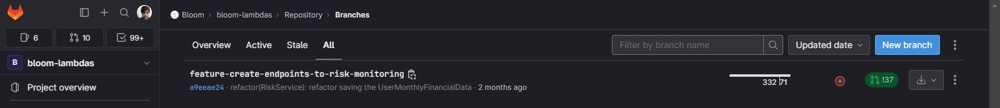 Bloom › bloom-lambdas › Repository › Branches
6 10 99+
Overview Active Stale All Filter by branch name Updated date New branch
B bloom-lambdas
feature-create-endpoints-to-risk-monitoring
332 71 !37
Project overview
a9eeae24 · refactor(RiskService): refactor saving the UserMonthlyFinancialData · 2 months ago